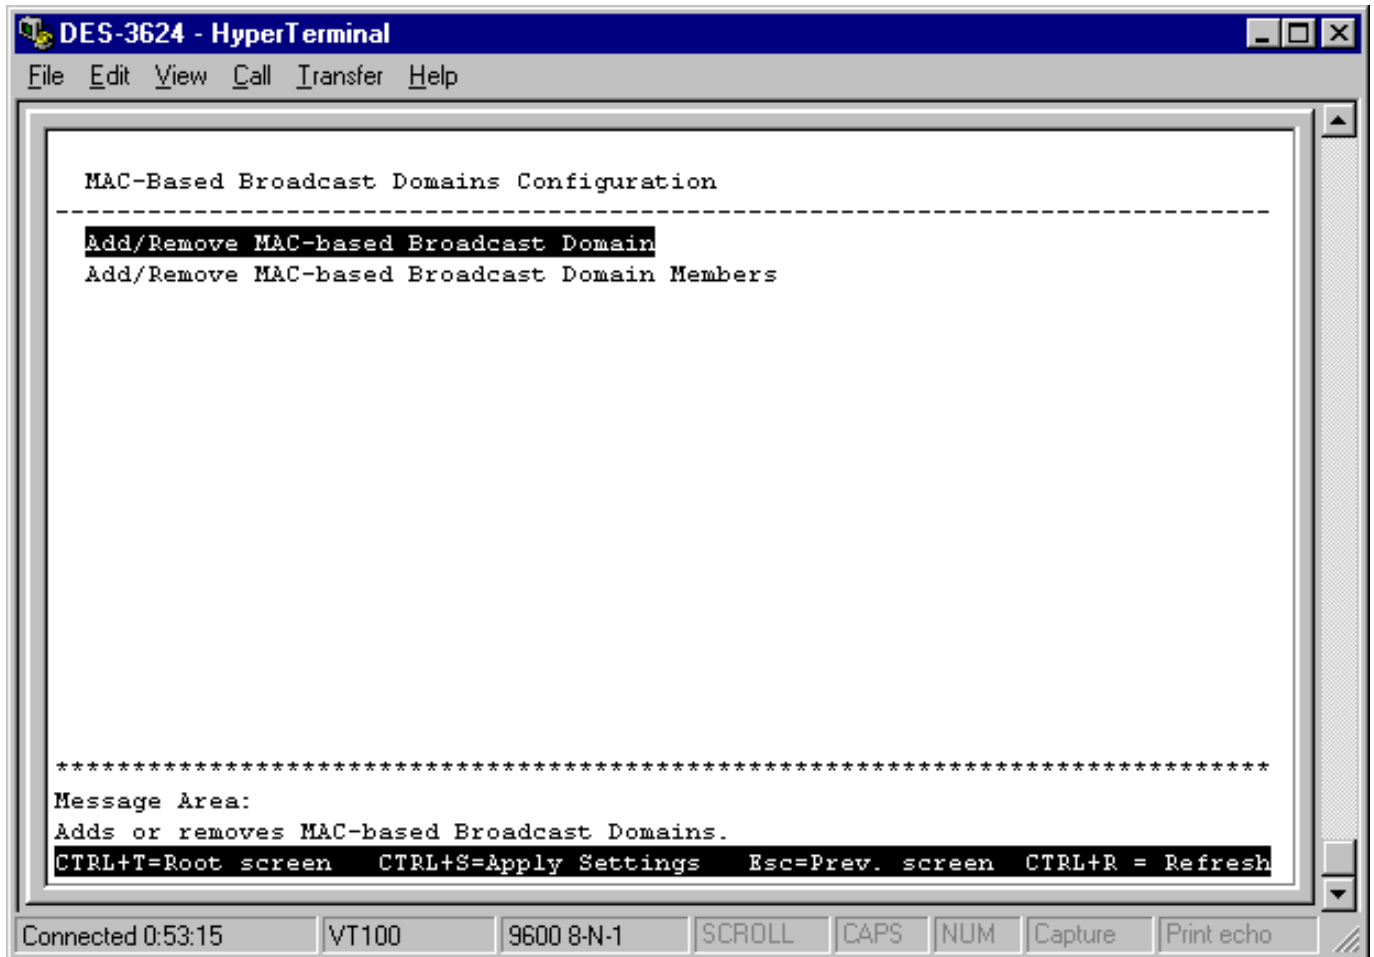 DES-3624 - HyperTerminal
File Edit View Call Transfer Help
MAC-Based Broadcast Domains Configuration
-------------------------------------------------------------------------------
Add/Remove MAC-based Broadcast Domain
Add/Remove MAC-based Broadcast Domain Members
*******************************************************************************
Message Area:
Adds or removes MAC-based Broadcast Domains.
CTRL+T=Root screen CTRL+S=Apply Settings Esc=Prev. screen CTRL+R = Refresh
Connected 0:53:15 VT100 9600 8-N-1 SCROLL CAPS NUM Capture Print echo